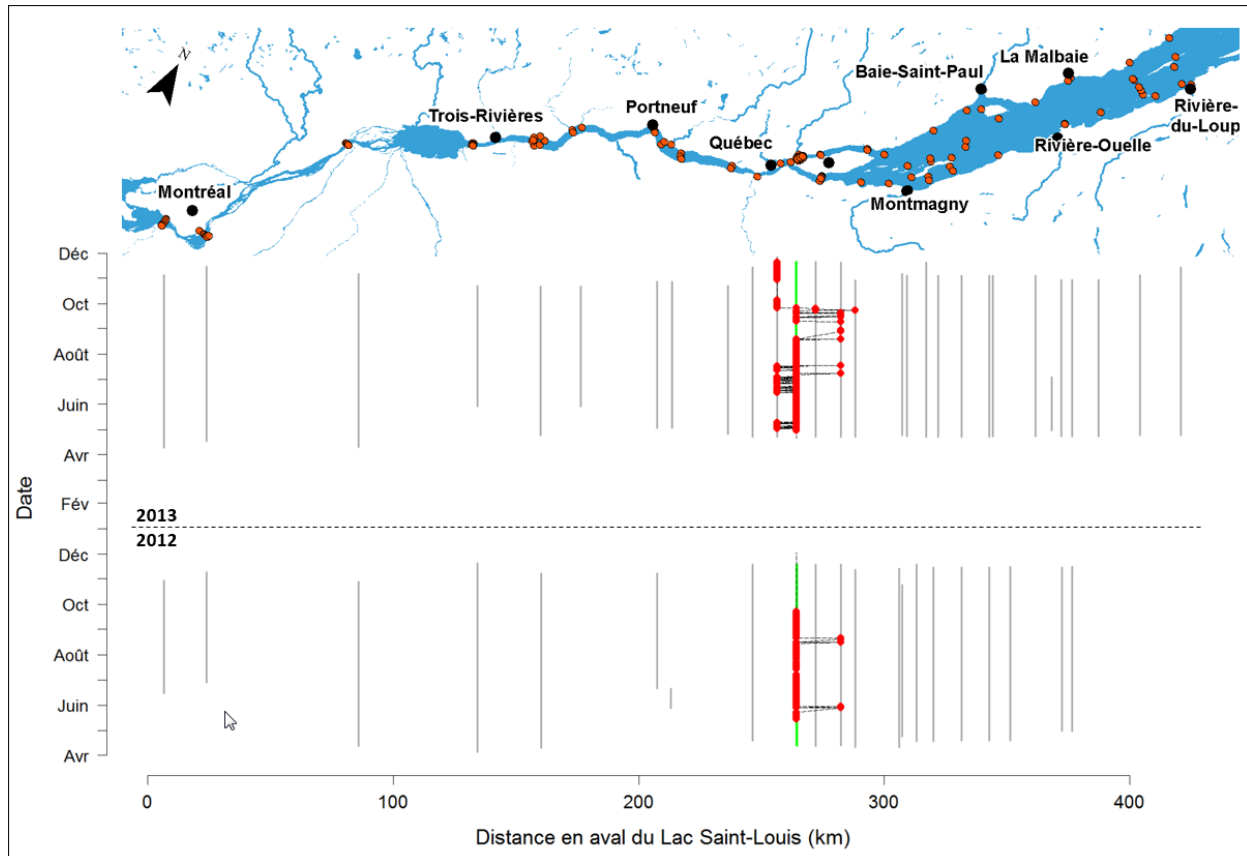 N
La Malbaie
Baie-Saint-Paul
Portneuf
Trois-Rivières
Rivière-
du-Loup
Québec
Rivière-Ouelle
Montréal
Montmagny
Déc
Oct
Août
Juin
Avr
Fév
2013
2012
Déc
Oct
Août
Juin
Avr
Date
0
100
200
300
400
Distance en aval du Lac Saint-Louis (km)